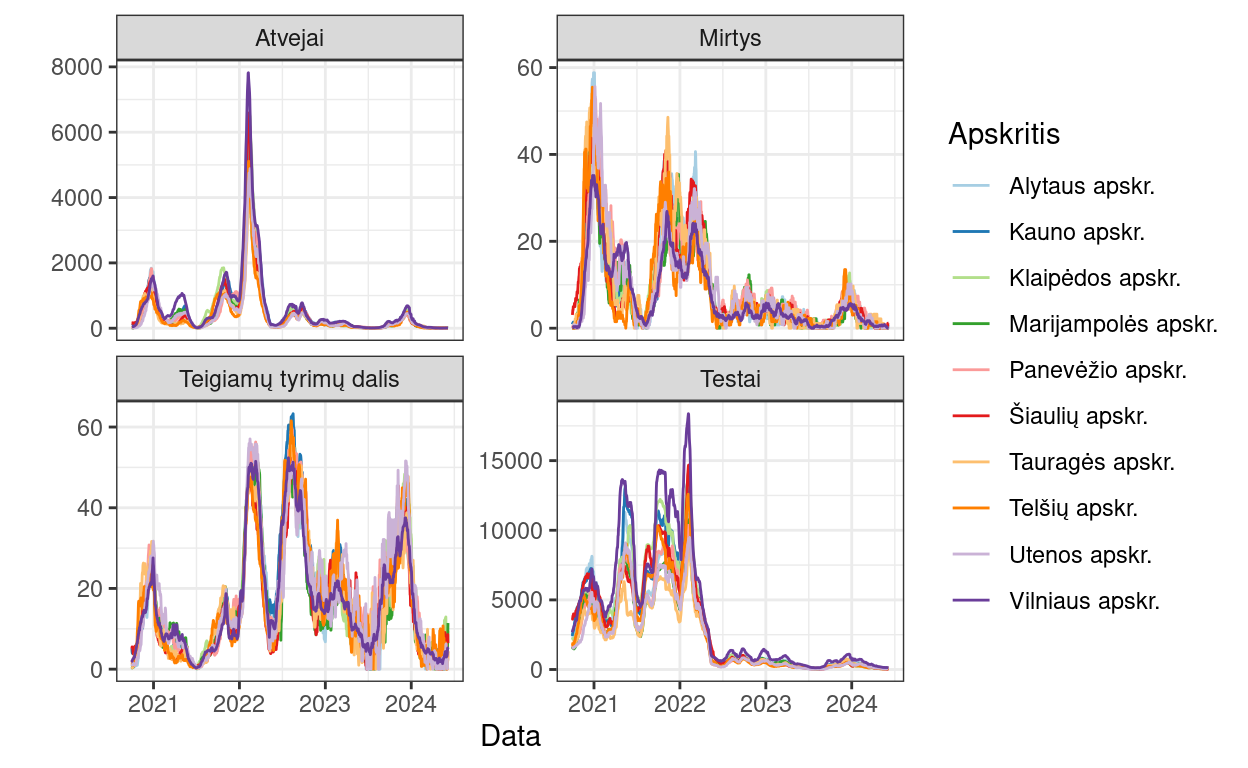 Atvejai
8000
6000
4000
2000
0
Mirtys
60
40
20
0
Teigiamų tyrimų dalis
60
40
20
0
2021 2022 2023 2024
Testai
15000
10000
5000
0
2021 2022 2023 2024
Data
Apskritis
Alytaus apskr.
Kauno apskr.
Klaipėdos apskr.
Marijampolės apskr.
Panevėžio apskr.
Šiaulių apskr.
Tauragės apskr.
Telšių apskr.
Utenos apskr.
Vilniaus apskr.